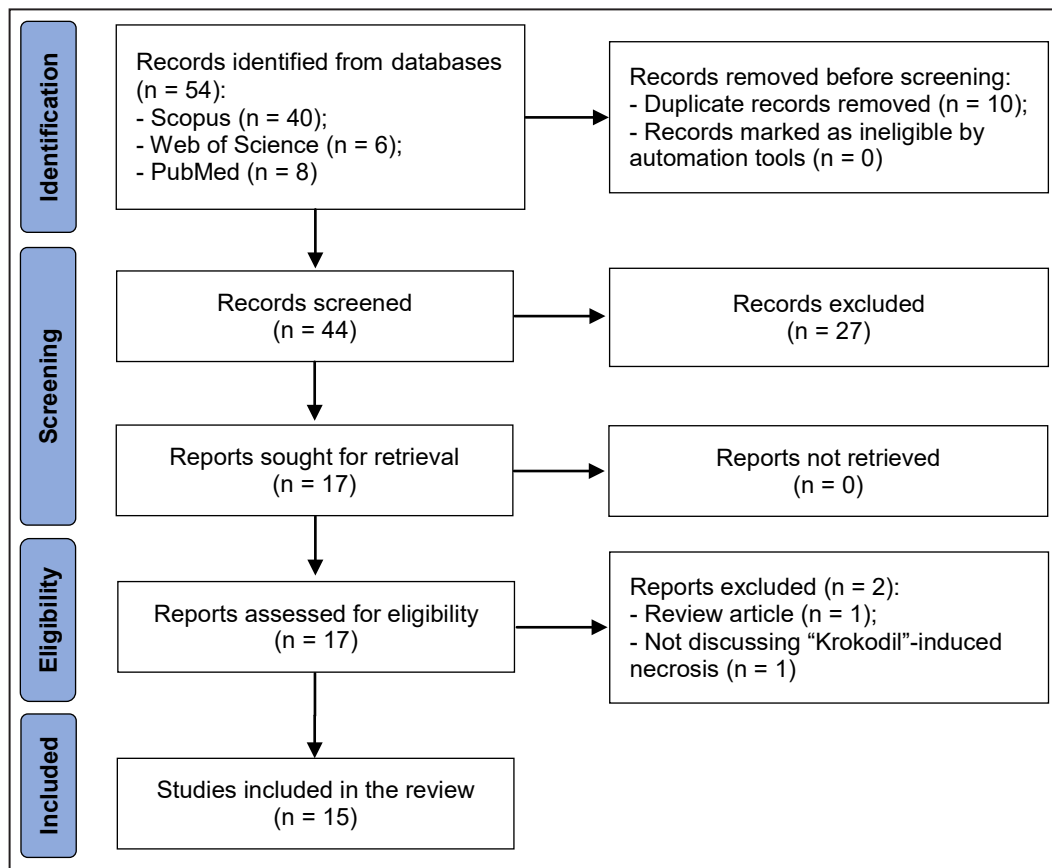 Identification
Records identified from databases
(n = 54):
- Scopus (n = 40);
- Web of Science (n = 6);
- PubMed (n = 8)
Records removed before screening:
- Duplicate records removed (n = 10);
- Records marked as ineligible by
automation tools (n = 0)
Screening
Records screened
(n = 44)
Records excluded
(n = 27)
Reports sought for retrieval
(n = 17)
Reports not retrieved
(n = 0)
Eligibility
Reports assessed for eligibility
(n = 17)
Reports excluded (n = 2):
- Review article (n = 1);
- Not discussing “Krokodil”-induced
necrosis (n = 1)
Included
Studies included in the review
(n = 15)